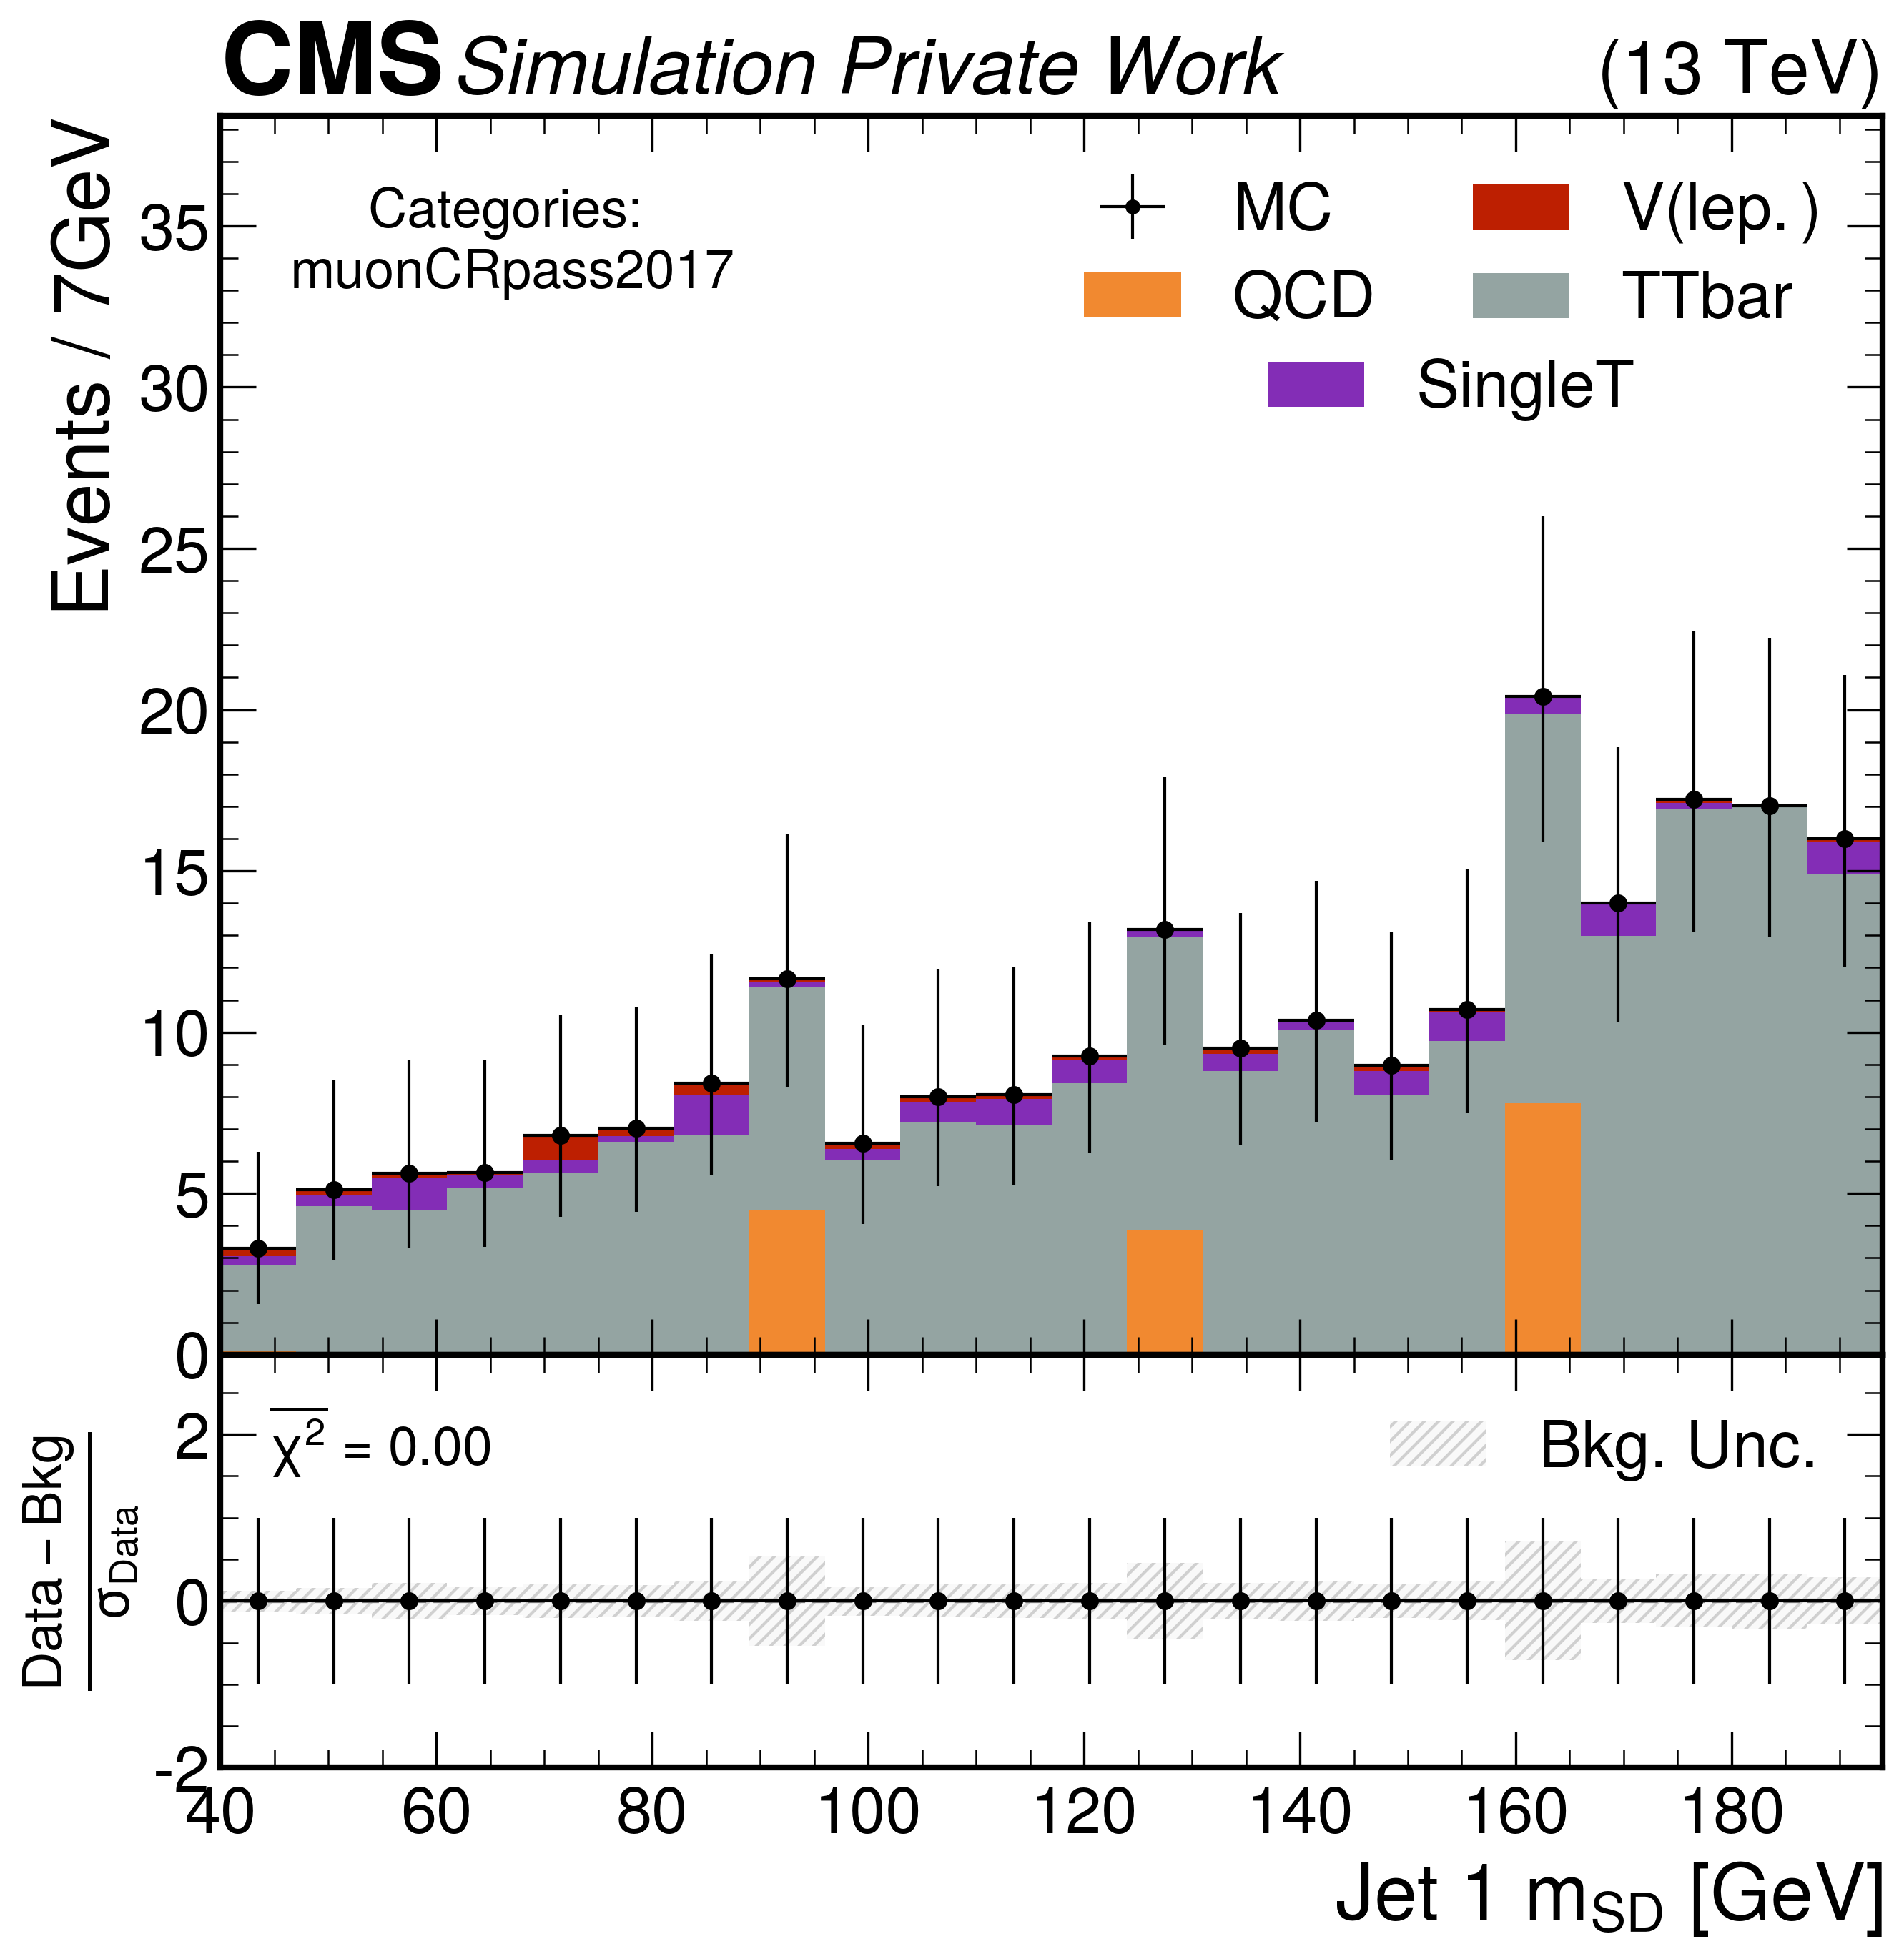 CMS Simulation Private Work (13 TeV)
Events / 7GeV
Categories:
muonCRpass2017
MC
V(lep.)
QCD
TTbar
SingleT
35
30
25
20
15
10
5
0
χ² = 0.00
Bkg. Unc.
Data – Bkg
σData
2
0
-2
40 60 80 100 120 140 160 180
Jet 1 mSD [GeV]